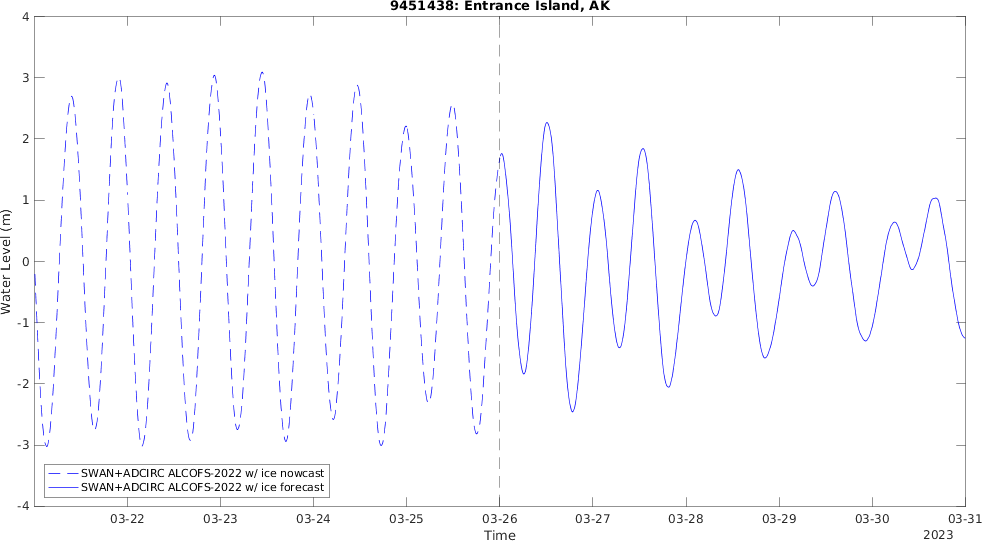 9451438: Entrance Island, AK
4
3
2
1
0
-1
-2
-3
-4
Water Level (m)
SWAN+ADCIRC ALCOFS-2022 w/ ice nowcast
SWAN+ADCIRC ALCOFS-2022 w/ ice forecast
03-22 03-23 03-24 03-25 03-26 03-27 03-28 03-29 03-30 03-31
Time
2023